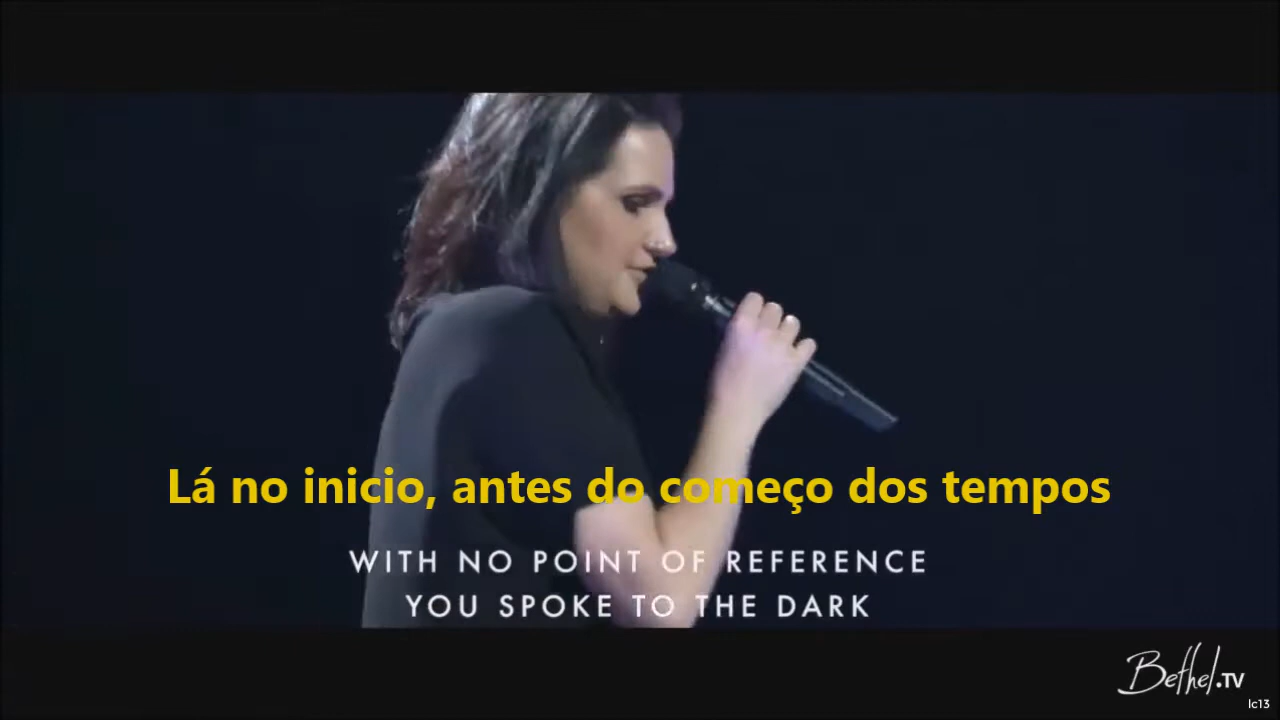 Lá no inicio, antes do começo dos tempos
WITH NO POINT OF REFERENCE
YOU SPOKE TO THE DARK
Bethel.TV
lc13